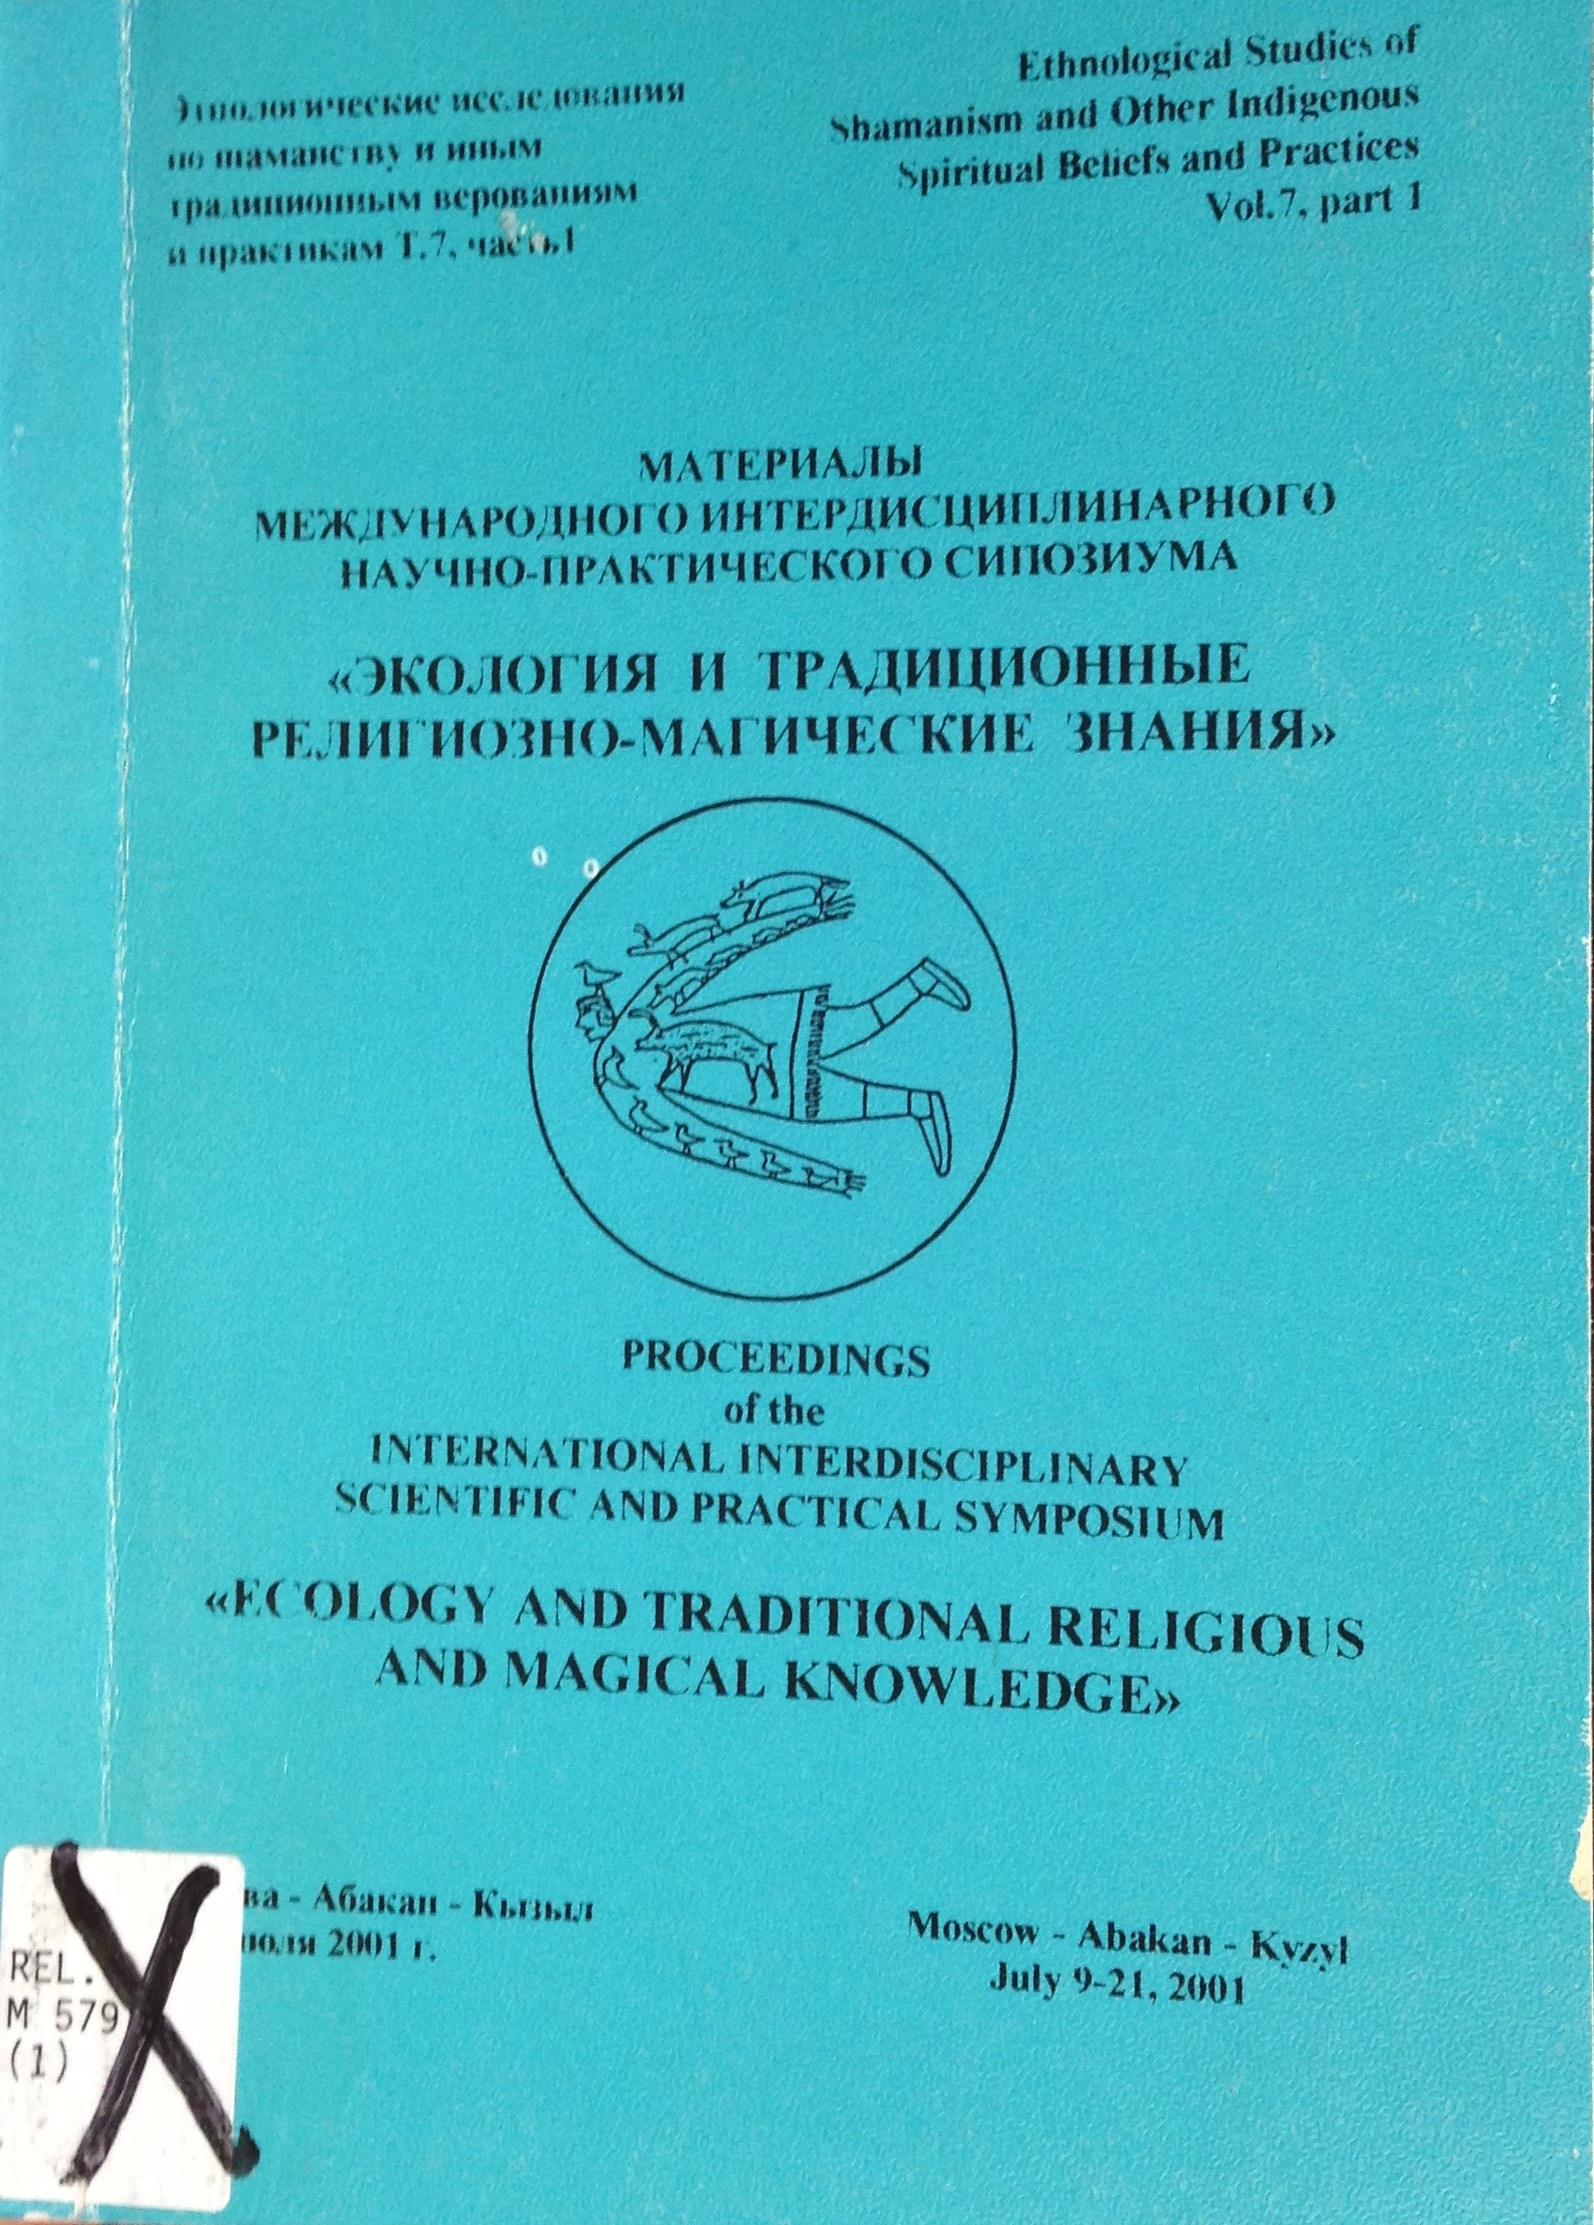 Этнологические исследования
по шаманству и иным
традиционным верованиям
и практикам Т.7, часть1
Ethnological Studies of
Shamanism and Other Indigenous
Spiritual Beliefs and Practices
Vol.7, part 1
МАТЕРИАЛЫ
МЕЖДУНАРОДНОГО ИНТЕРДИСЦИПЛИНАРНОГО
НАУЧНО-ПРАКТИЧЕСКОГО СИПОЗИУМА
«ЭКОЛОГИЯ И ТРАДИЦИОННЫЕ
РЕЛИГИОЗНО-МАГИЧЕСКИЕ ЗНАНИЯ»
PROCEEDINGS
of the
INTERNATIONAL INTERDISCIPLINARY
SCIENTIFIC AND PRACTICAL SYMPOSIUM
«ECOLOGY AND TRADITIONAL RELIGIOUS
AND MAGICAL KNOWLEDGE»
ва - Абакан - Кызыл
июля 2001 г.
Moscow - Abakan - Kyzyl
July 9-21, 2001
REL.
M 579
(1)